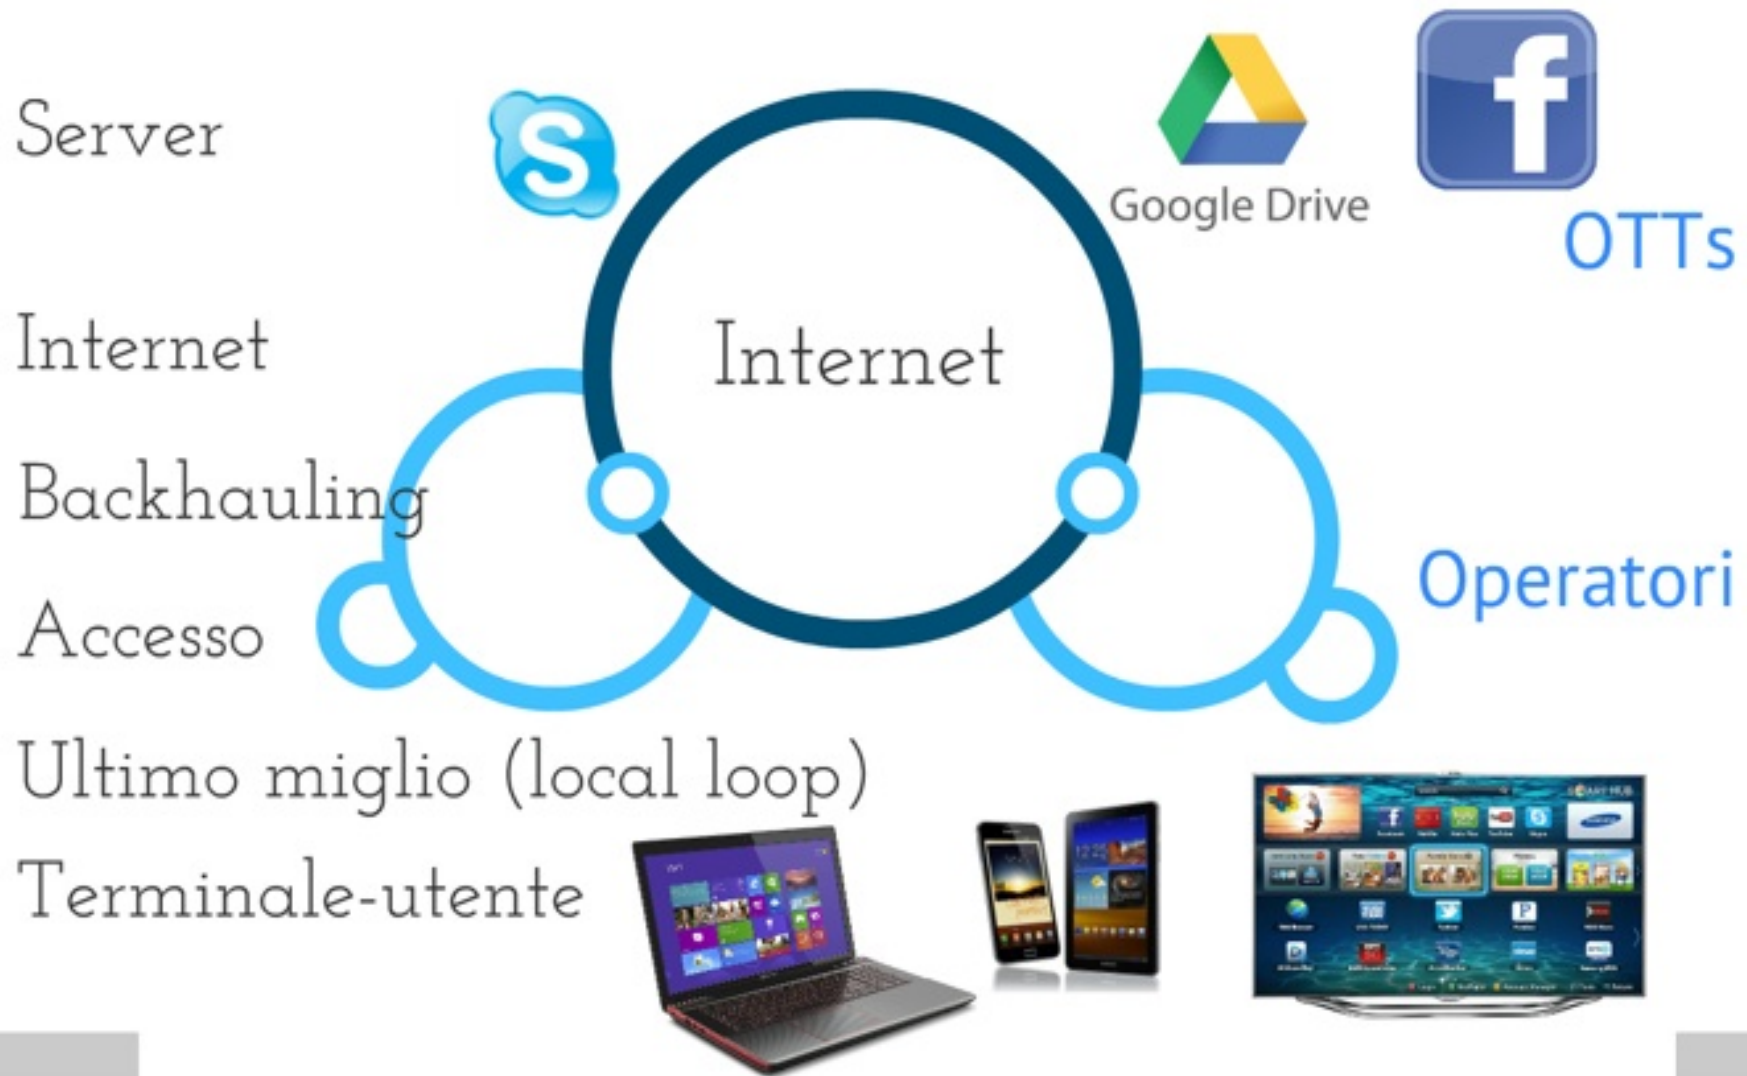 Server
Google Drive
OTTs
Internet
Internet
Backhauling
Operatori
Accesso
Ultimo miglio (local loop)
Terminale-utente